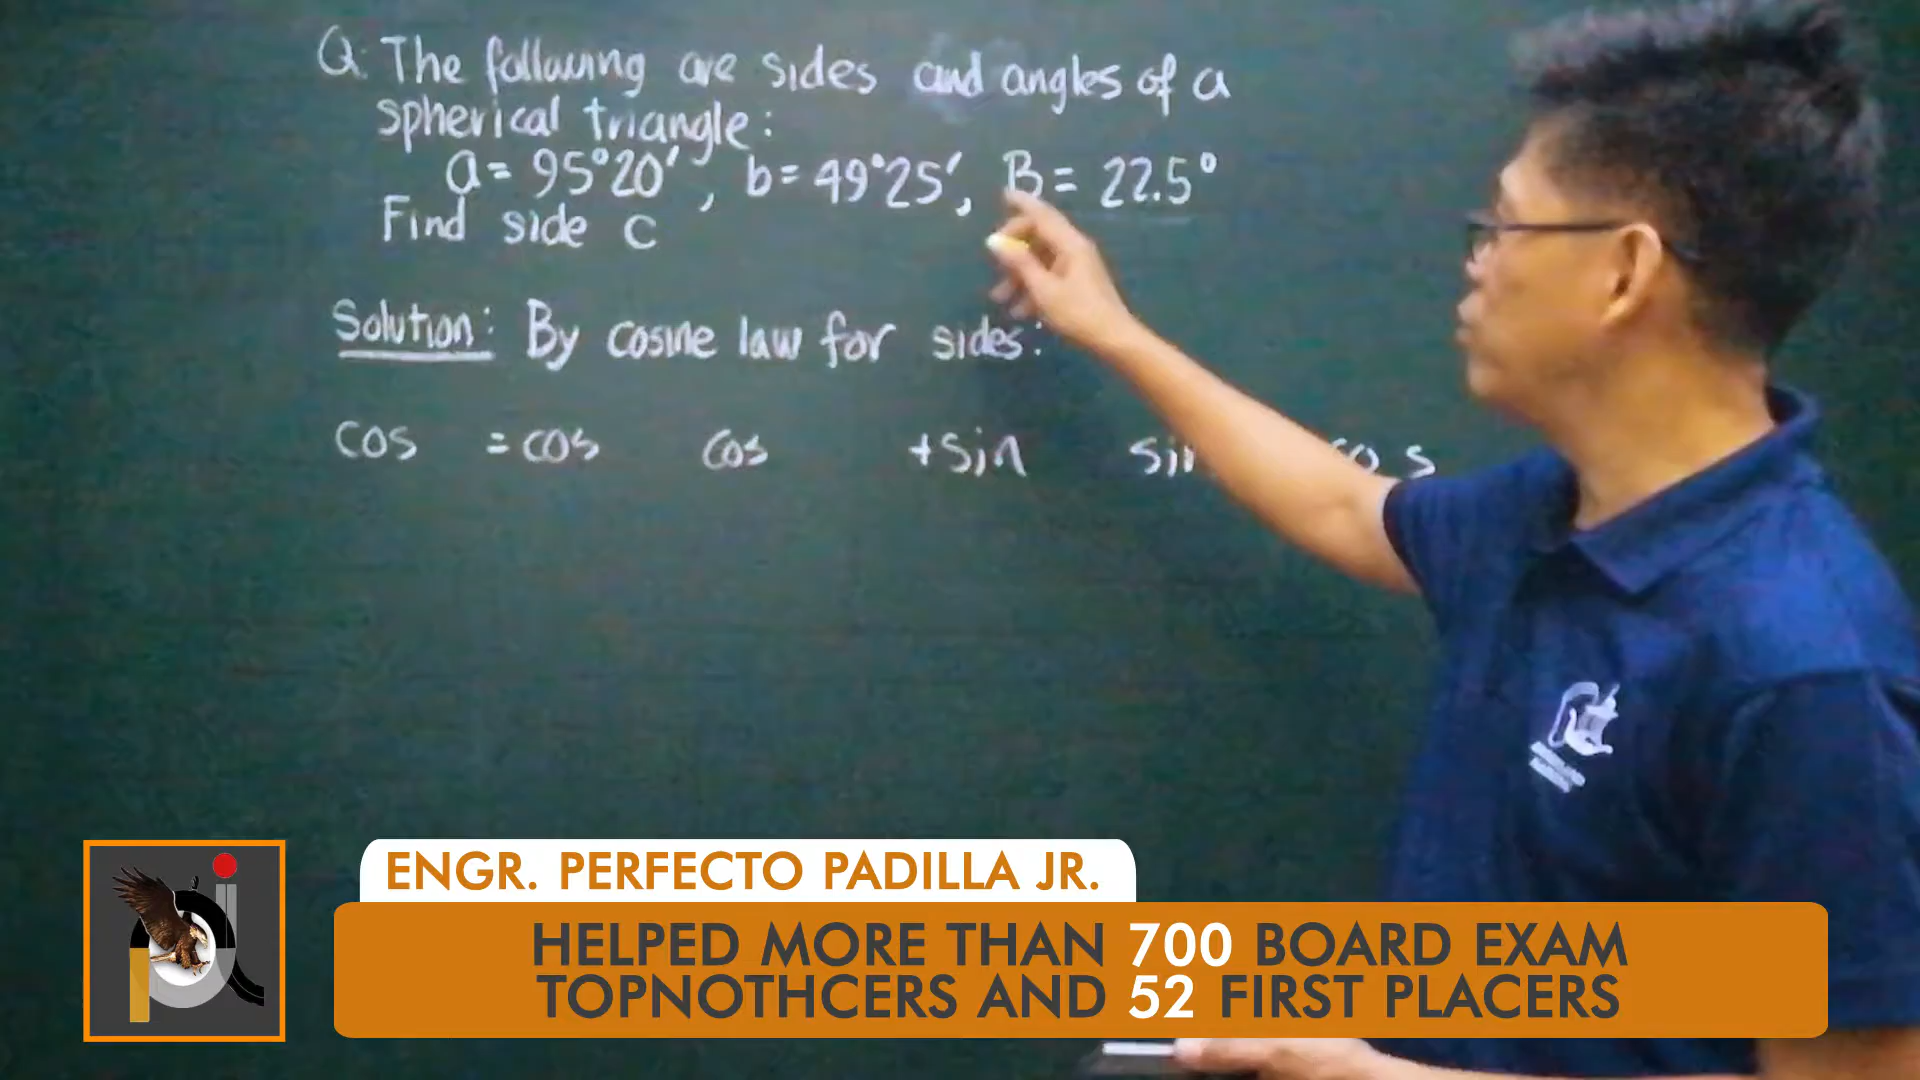 Q: The following are sides and angles of a
spherical triangle:
a = 95°20′, b = 49°25′, B = 22.5°
Find side c
Solution: By cosine law for sides:
cos = cos cos + sin sin cos
ENGR. PERFECTO PADILLA JR.
HELPED MORE THAN 700 BOARD EXAM
TOPNOTHCERS AND 52 FIRST PLACERS